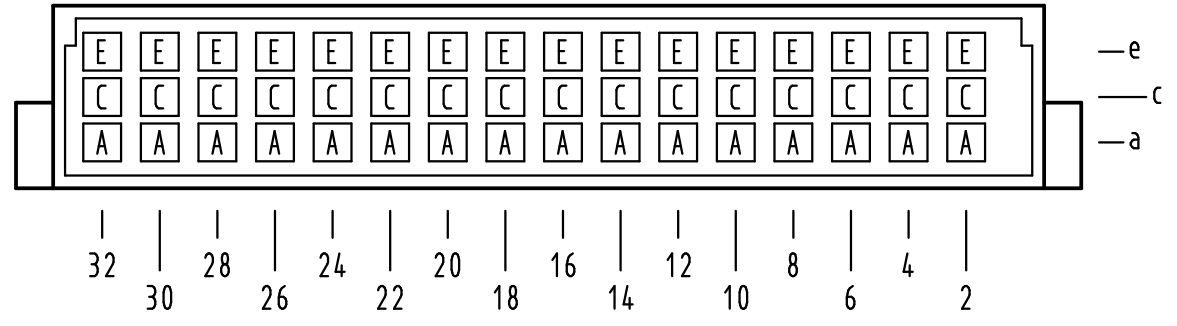 E E E E E E E E E E E E E E E E e
C C C C C C C C C C C C C C C C c
A A A A A A A A A A A A A A A A a
32 28 24 20 16 12 8 4
30 26 22 18 14 10 6 2